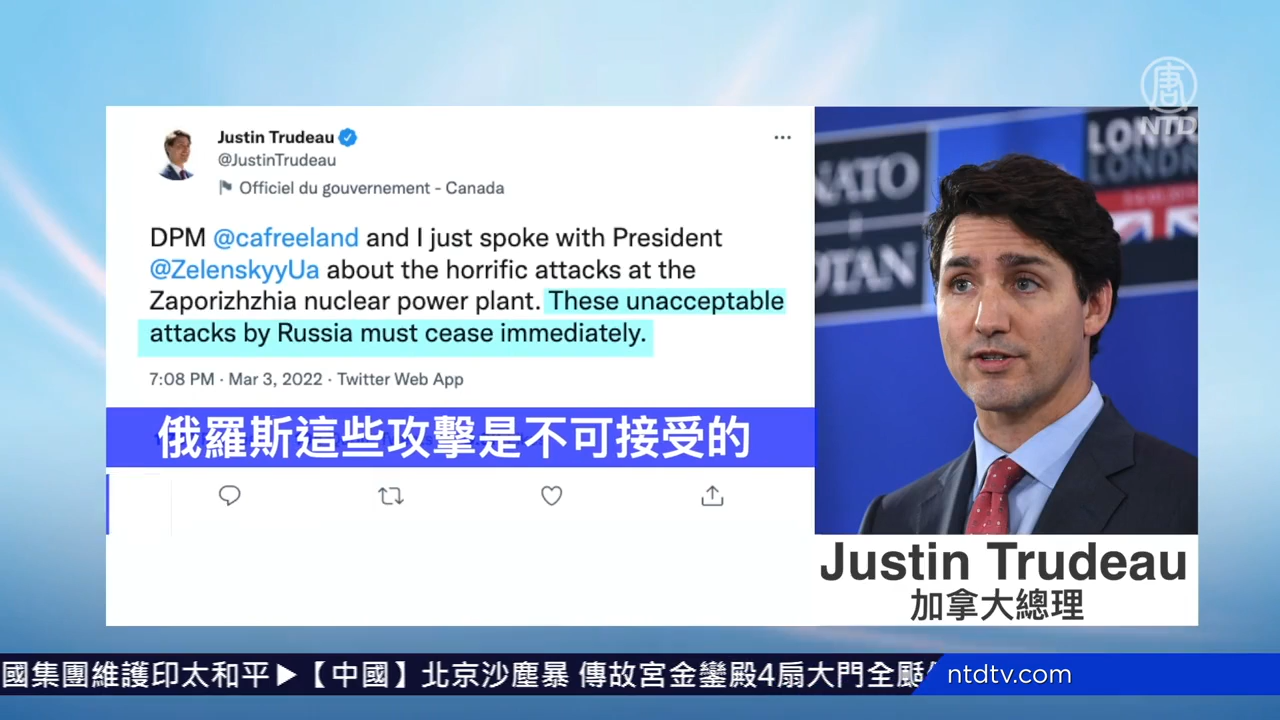 唐
NTD
Justin Trudeau
@JustinTrudeau
Officiel du gouvernement - Canada
DPM @cafreeland and I just spoke with President
@ZelenskyyUa about the horrific attacks at the
Zaporizhzhia nuclear power plant. These unacceptable
attacks by Russia must cease immediately.
7:08 PM · Mar 3, 2022 · Twitter Web App
俄羅斯這些攻擊是不可接受的
NATO
OTAN
LONDO
LONDR
Justin Trudeau
加拿大總理
國集團維護印太和平▶【中國】北京沙塵暴 傳故宮金鑾殿4扇大門全颳
ntdtv.com